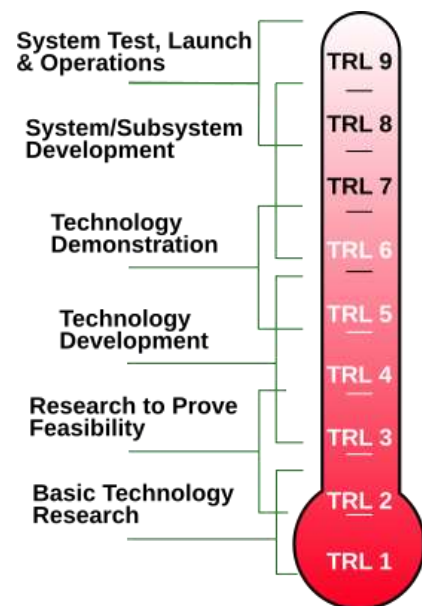 System Test, Launch
& Operations
System/Subsystem
Development
Technology
Demonstration
Technology
Development
Research to Prove
Feasibility
Basic Technology
Research
TRL 9
TRL 8
TRL 7
TRL 6
TRL 5
TRL 4
TRL 3
TRL 2
TRL 1